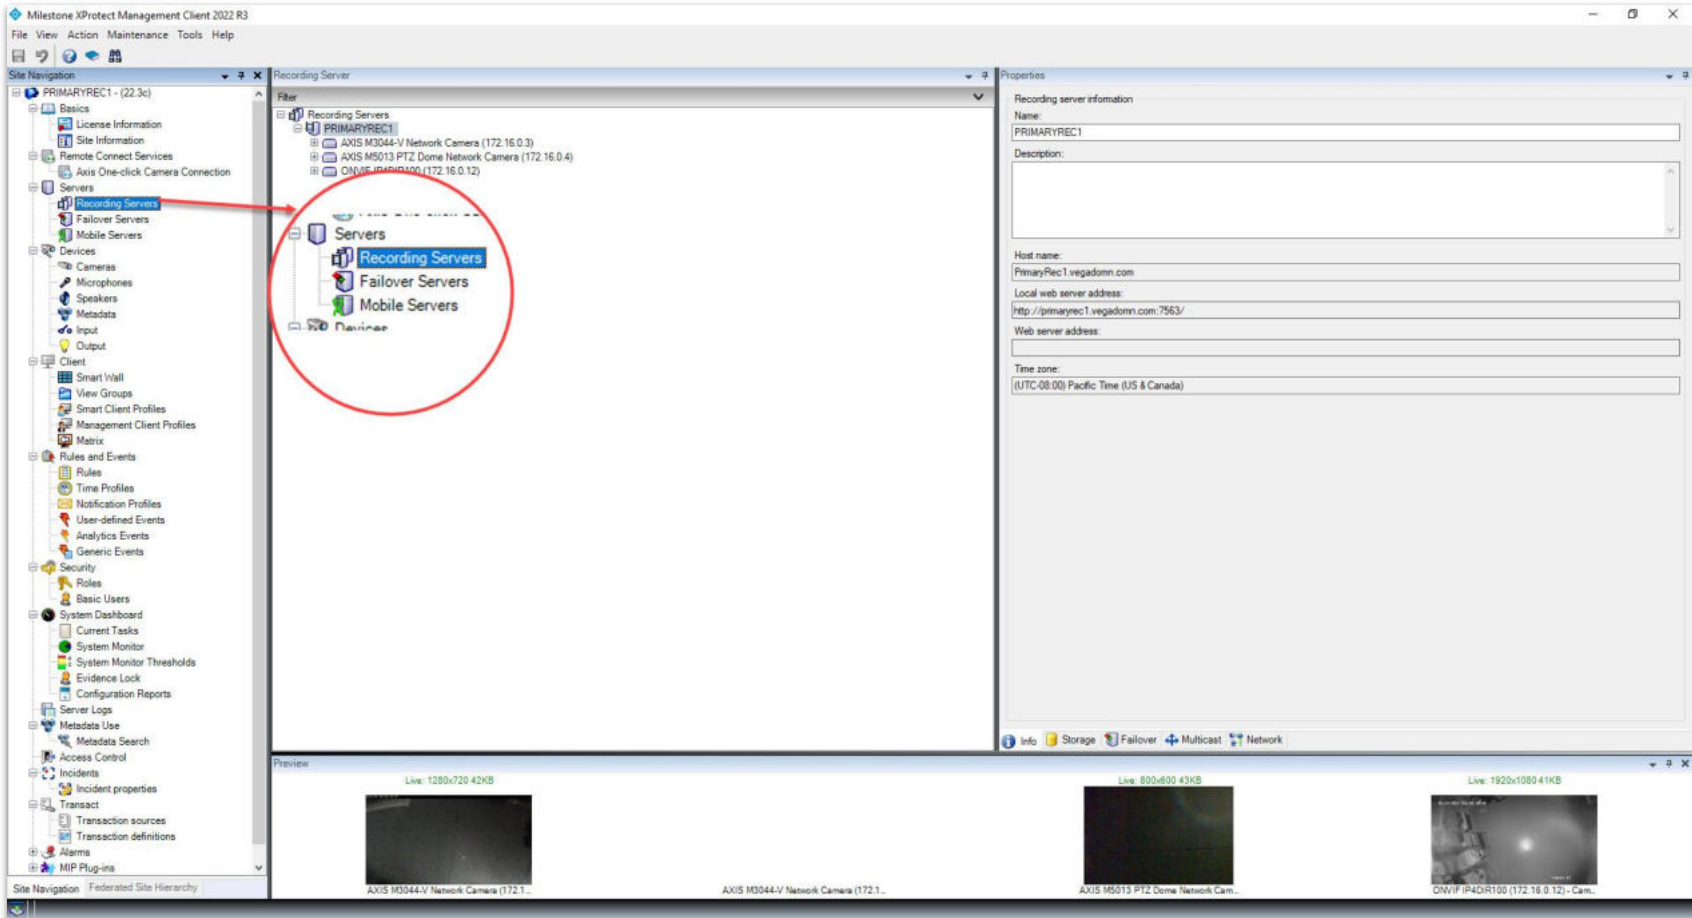 Milestone XProtect Management Client 2022 R3
File View Action Maintenance Tools Help
Site Navigation
PRIMARYREC1 - (22.3c)
Basics
License Information
Site Information
Remote Connect Services
Axis One-click Camera Connection
Servers
Recording Servers
Failover Servers
Mobile Servers
Devices
Cameras
Microphones
Speakers
Metadata
Input
Output
Client
Smart Wall
View Groups
Smart Client Profiles
Management Client Profiles
Matrix
Rules and Events
Rules
Time Profiles
Notification Profiles
User-defined Events
Analytics Events
Generic Events
Security
Roles
Basic Users
System Dashboard
Current Tasks
System Monitor
System Monitor Thresholds
Evidence Lock
Configuration Reports
Server Logs
Metadata Use
Metadata Search
Access Control
Incidents
Incident properties
Transact
Transaction sources
Transaction definitions
Alarms
MIP Plug-ins
Site Navigation Federated Site Hierarchy
Recording Server
Filter
Recording Servers
PRIMARYREC1
AXIS M3044-V Network Camera (172.16.0.3)
AXIS M5013 PTZ Dome Network Camera (172.16.0.4)
ONVIF IP4DIR100 (172.16.0.12)
Servers
Recording Servers
Failover Servers
Mobile Servers
Devices
Properties
Recording server information
Name:
PRIMARYREC1
Description:
Host name:
PrimaryRec1.vegadomn.com
Local web server address:
http://primaryrec1.vegadomn.com:7563/
Web server address:
Time zone:
(UTC-08:00) Pacific Time (US & Canada)
Info Storage Failover Multicast Network
Preview
Live: 1280x720 42KB
Live: 800x600 43KB
Live: 1920x1080 41KB
AXIS M3044-V Network Camera (172.1...
AXIS M3044-V Network Camera (172.1...
AXIS M5013 PTZ Dome Network Cam...
ONVIF IP4DIR100 (172.16.0.12) - Cam...